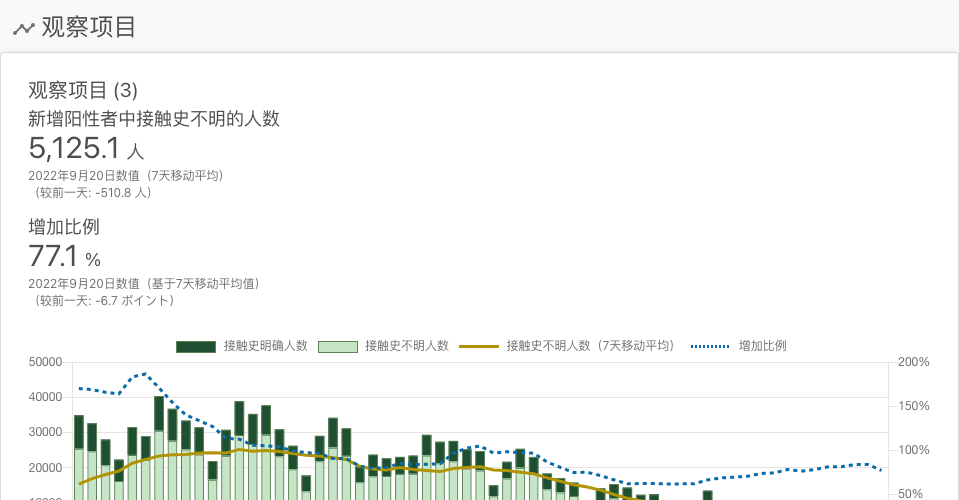 观察项目
观察项目 (3)
新增阳性者中接触史不明的人数
5,125.1 人
2022年9月20日数值（7天移动平均）
（较前一天: -510.8 人）
增加比例
77.1 %
2022年9月20日数值（基于7天移动平均值）
（较前一天: -6.7 ポイント）
接触史明确人数 接触史不明人数 接触史不明人数（7天移动平均） 增加比例
50000 200%
40000 150%
30000 100%
20000 50%